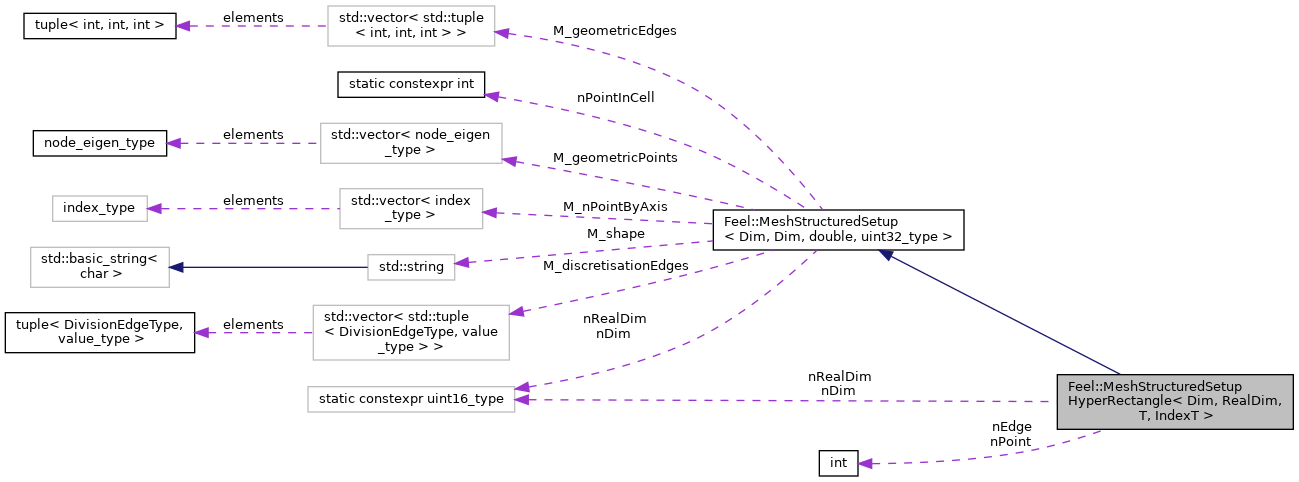 tuple< int, int, int >
elements
std::vector< std::tuple
< int, int, int > >
M_geometricEdges
static constexpr int
nPointInCell
node_eigen_type
elements
std::vector< node_eigen
_type >
M_geometricPoints
index_type
elements
std::vector< index
_type >
M_nPointByAxis
Feel::MeshStructuredSetup
< Dim, Dim, double, uint32_type >
M_shape
std::basic_string<
char >
std::string
M_discretisationEdges
tuple< DivisionEdgeType,
value_type >
elements
std::vector< std::tuple
< DivisionEdgeType, value
_type > >
nRealDim
nDim
static constexpr uint16_type
nRealDim
nDim
Feel::MeshStructuredSetup
HyperRectangle< Dim, RealDim,
T, IndexT >
nEdge
nPoint
int